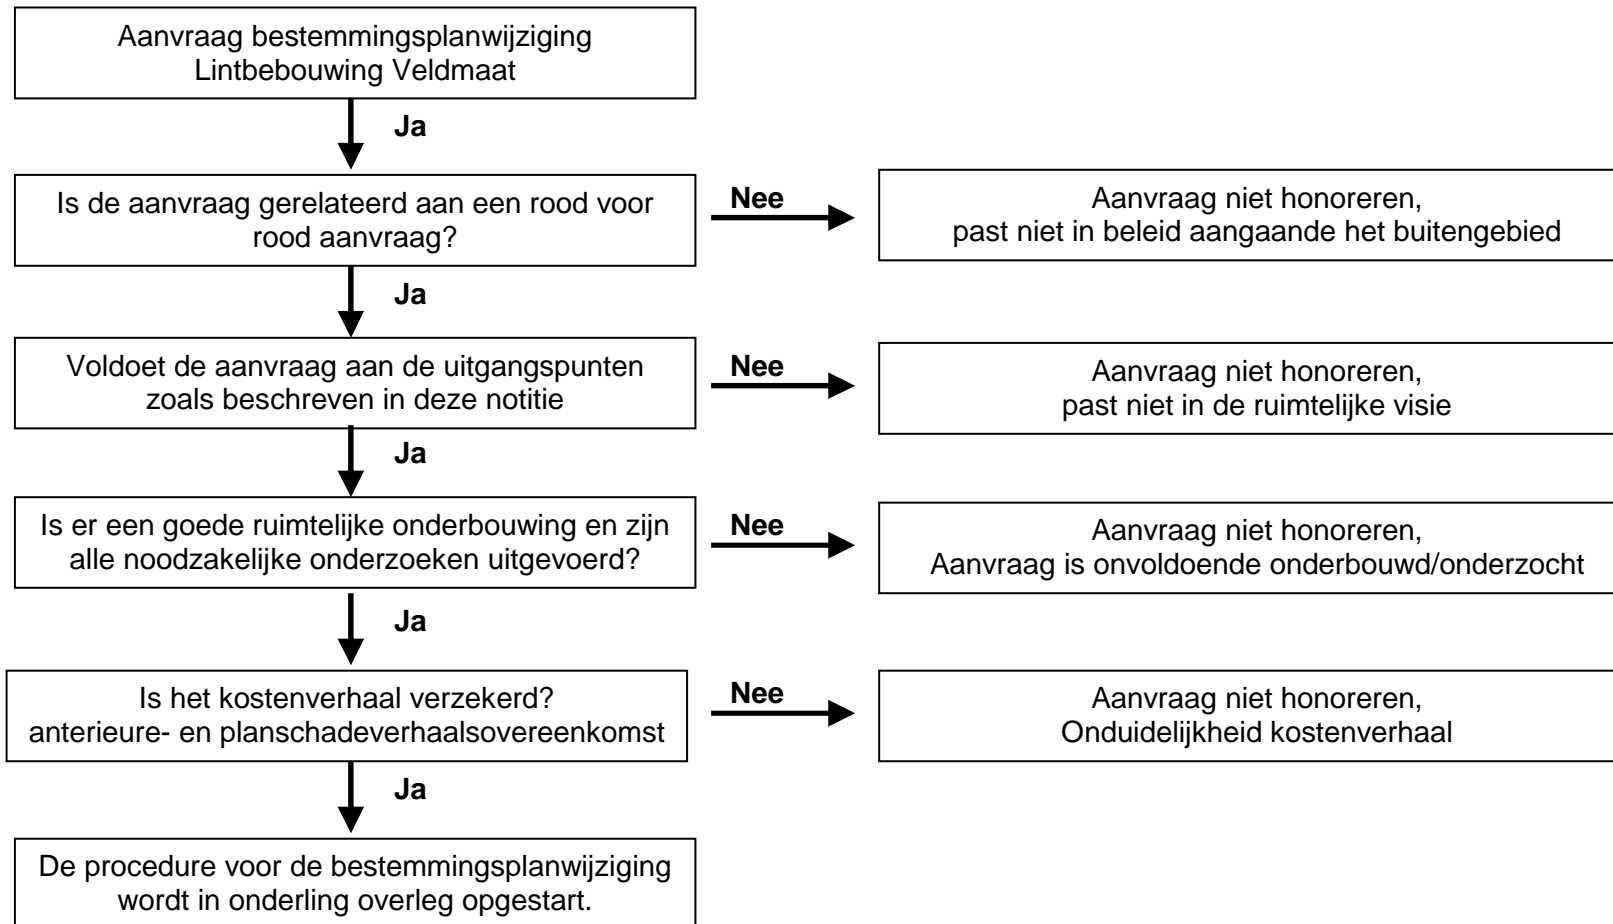 Aanvraag bestemmingsplanwijziging
Lintbebouwing Veldmaat
Ja
Is de aanvraag gerelateerd aan een rood voor
rood aanvraag?
Nee
Aanvraag niet honoreren,
past niet in beleid aangaande het buitengebied
Ja
Voldoet de aanvraag aan de uitgangspunten
zoals beschreven in deze notitie
Nee
Aanvraag niet honoreren,
past niet in de ruimtelijke visie
Ja
Is er een goede ruimtelijke onderbouwing en zijn
alle noodzakelijke onderzoeken uitgevoerd?
Nee
Aanvraag niet honoreren,
Aanvraag is onvoldoende onderbouwd/onderzocht
Ja
Is het kostenverhaal verzekerd?
anterieure- en planschadeverhaalsovereenkomst
Nee
Aanvraag niet honoreren,
Onduidelijkheid kostenverhaal
Ja
De procedure voor de bestemmingsplanwijziging
wordt in onderling overleg opgestart.